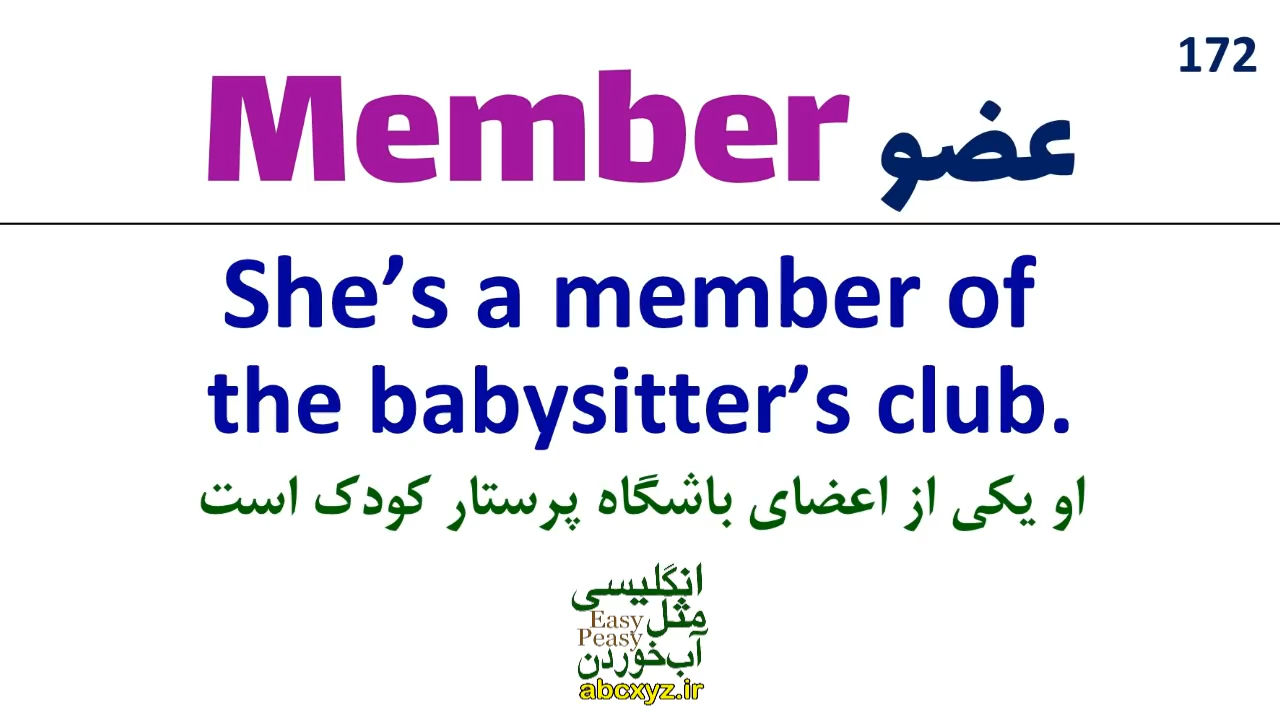 172
Member عضو
She’s a member of
the babysitter’s club.
او یکی از اعضای باشگاه پرستار کودک است
انگلیسی
مثل Easy
Peasy
آب‌خوردن
abcxyz.ir